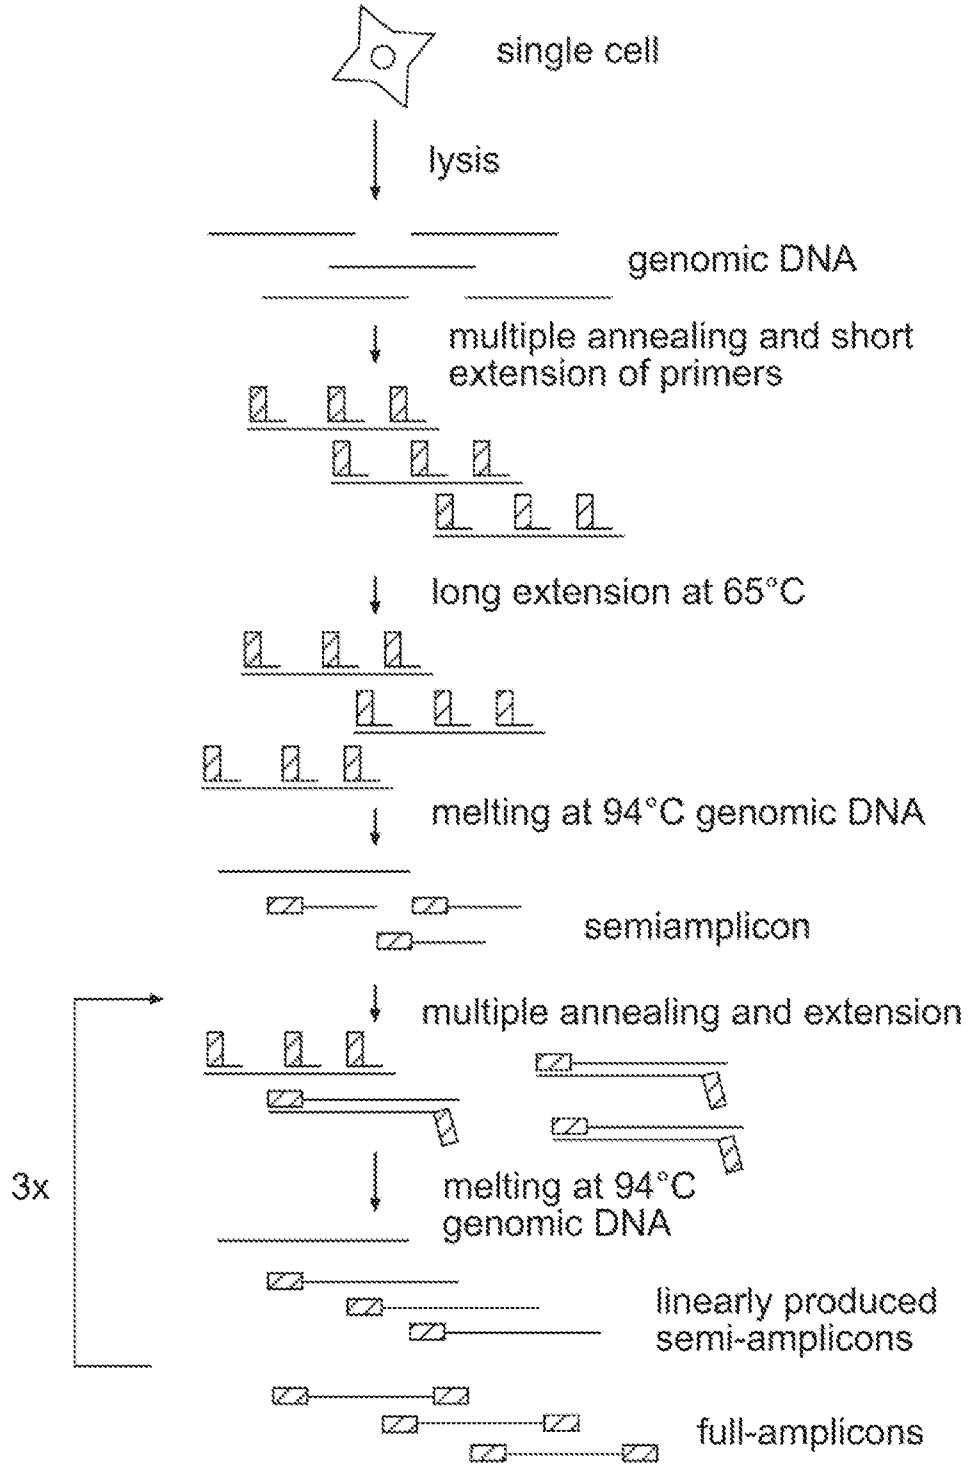 single cell
lysis
genomic DNA
multiple annealing and short
extension of primers
long extension at 65°C
melting at 94°C genomic DNA
semiamplicon
multiple annealing and extension
3x
melting at 94°C
genomic DNA
linearly produced
semi-amplicons
full-amplicons